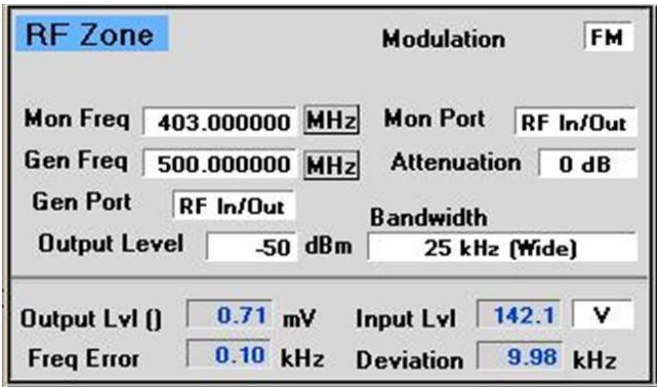 RF Zone Modulation FM
Mon Freq 403.000000 MHz Mon Port RF In/Out
Gen Freq 500.000000 MHz Attenuation 0 dB
Gen Port RF In/Out
Bandwidth
Output Level -50 dBm 25 kHz (Wide)
Output Lvl () 0.71 mV Input Lvl 142.1 V
Freq Error 0.10 kHz Deviation 9.98 kHz